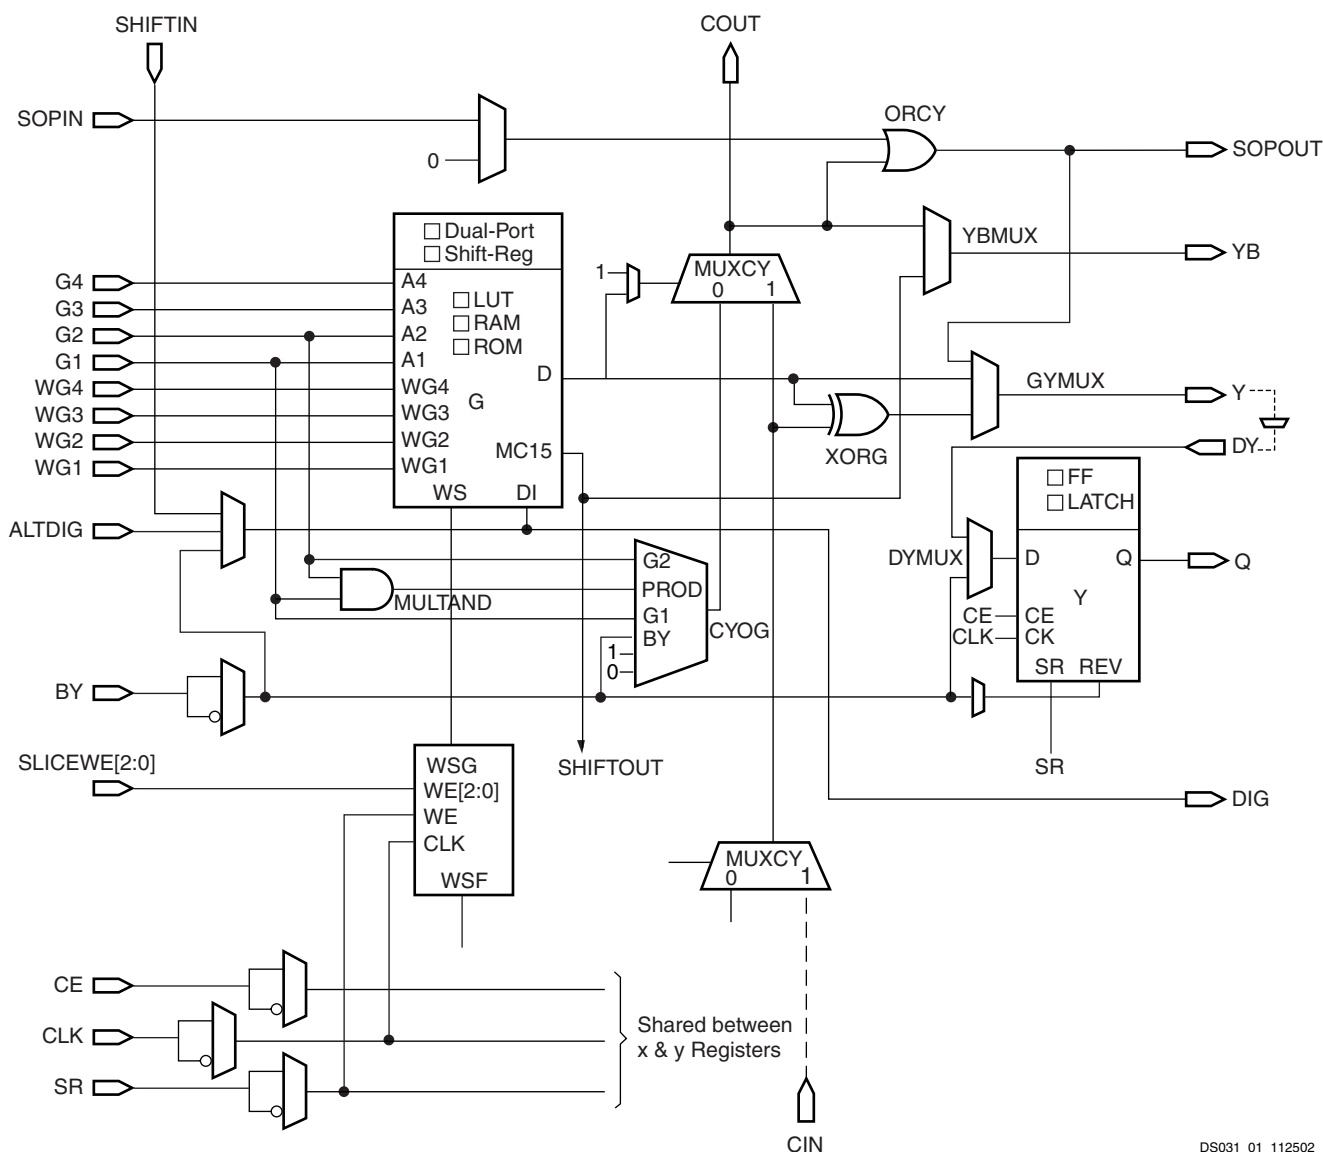 SHIFTIN
COUT
SOPIN
0
ORCY
SOPOUT
Dual-Port
Shift-Reg
YBMUX
YB
G4
A4
LUT
1
MUXCY
0 1
G3
A3
RAM
G2
A2
ROM
G1
A1
D
WG4
WG4
G
GYMUX
Y
WG3
WG3
WG2
WG2
MC15
XORG
DY
WG1
WG1
WS
DI
FF
LATCH
ALTDIG
G2
DYMUX
D
Q
Q
PROD
MULTAND
G1
Y
BY
CYOG
CE
CE
1
0
CLK
CK
SR REV
BY
SLICEWE[2:0]
WSG
SHIFTOUT
SR
WE[2:0]
DIG
WE
CLK
MUXCY
0 1
WSF
CE
CLK
Shared between
x & y Registers
SR
CIN
DS031_01_112502